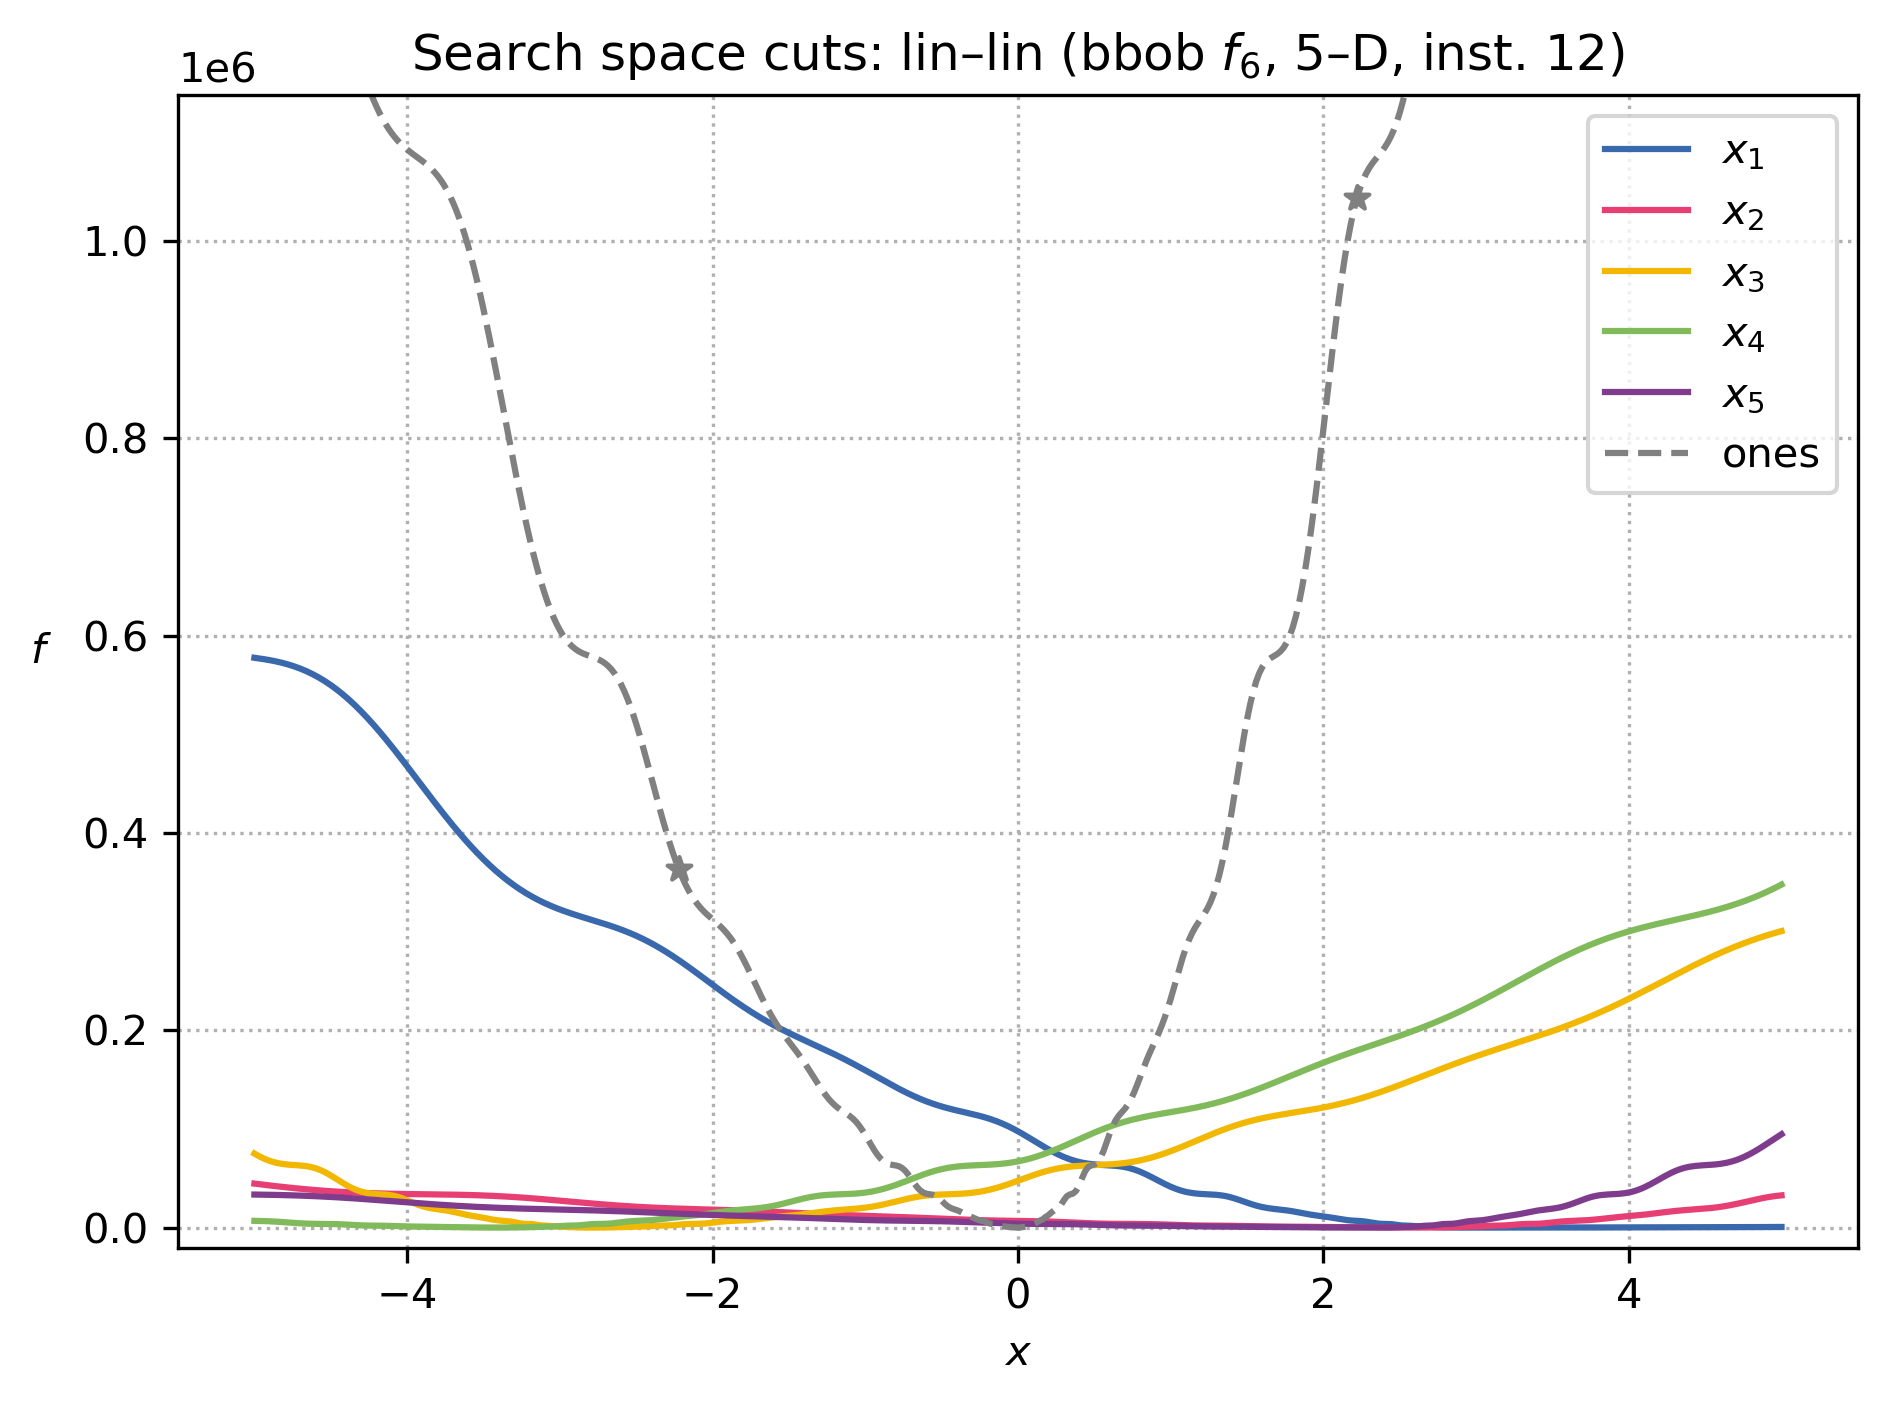 Search space cuts: lin–lin (bbob f₆, 5–D, inst. 12)
1e6
1.0
0.8
0.6
0.4
0.2
0.0
f
−4
−2
0
2
4
x
x₁
x₂
x₃
x₄
x₅
ones